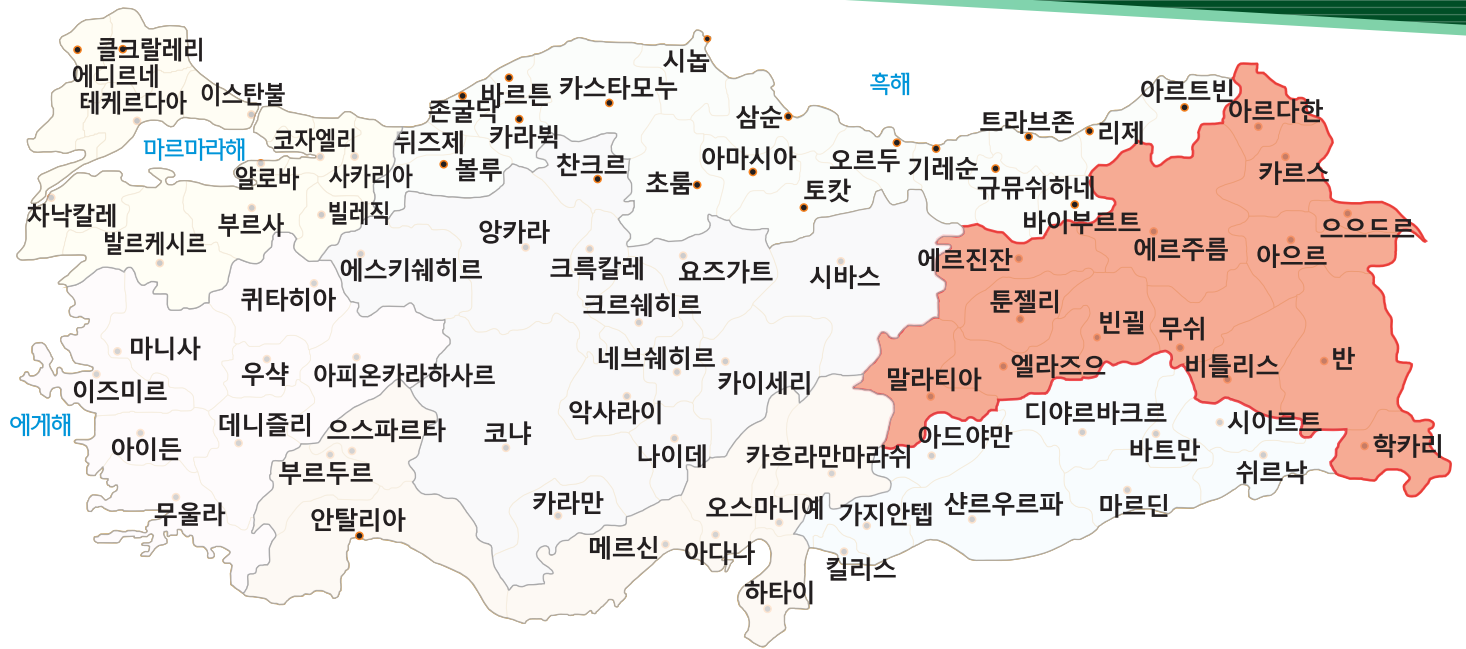 클크랄레리
에디르네
테케르다아
이스탄불
마르마라해
코자엘리
얄로바
사카리아
차낙칼레
발르케시르
부르사
빌레직
존굴닥
바르튼
카라뷕
뒤즈제
볼루
카스타모누
시놉
흑해
찬크르
삼순
아마시아
초룸
토캇
오르두
기레순
트라브존
리제
아르트빈
규뮤쉬하네
바이부르트
아르다한
카르스
으으드르
아으르
에르주름
에르진잔
툰젤리
빈괼
무쉬
엘라즈으
말라티아
비틀리스
반
학카리
앙카라
에스키쉐히르
크륵칼레
요즈가트
시바스
크르쉐히르
네브쉐히르
카이세리
악사라이
코냐
나이데
카라만
퀴타히아
마니사
이즈미르
우샥
아피온카라하사르
에게해
아이든
데니즐리
무울라
으스파르타
부르두르
안탈리아
카흐라만마라쉬
오스마니예
메르신
아다나
하타이
아드야만
디야르바크르
시이르트
바트만
쉬르낙
가지안텝
샨르우르파
마르딘
킬리스